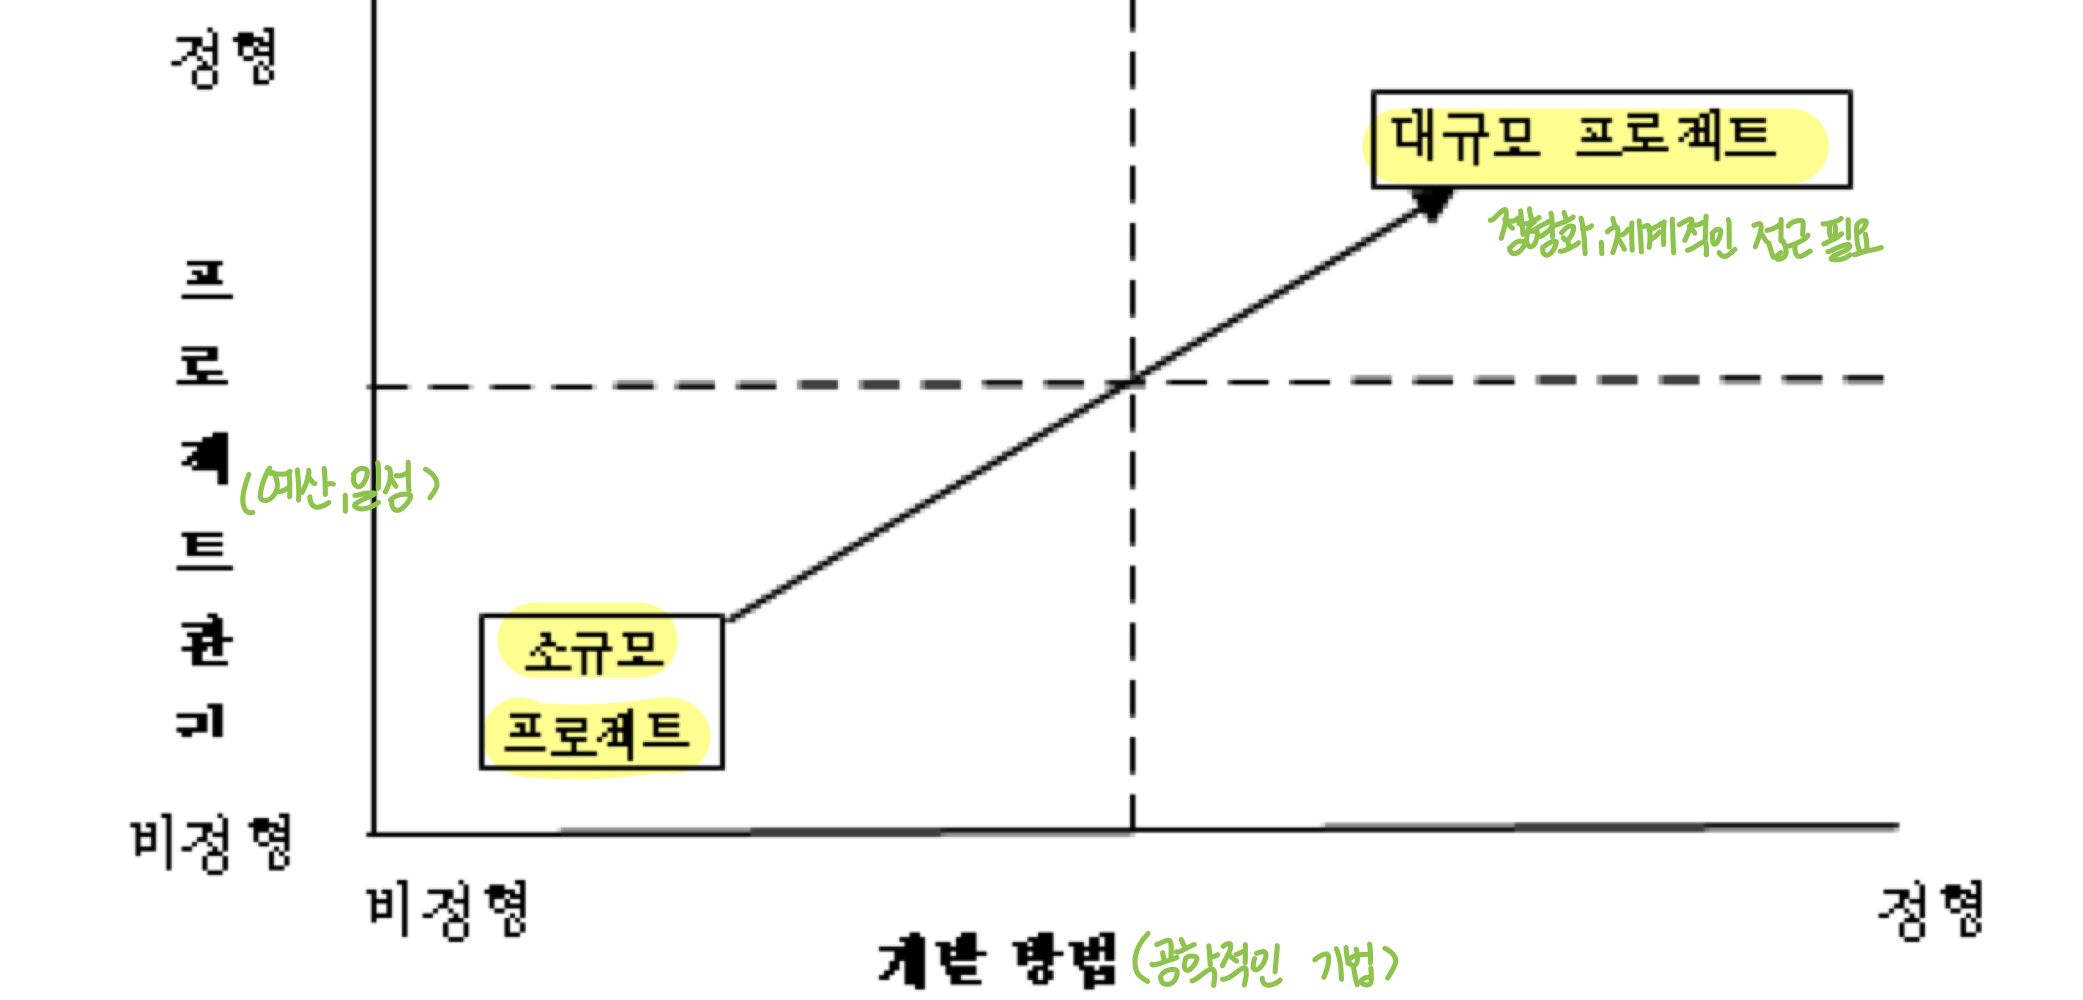 정형
대규모 프로젝트
정형화, 체계적인 접근 필요
프로젝트관리
(예산, 일정)
소규모
프로젝트
비정형
비정형
정형
개발 방법 (공학적인 기법)